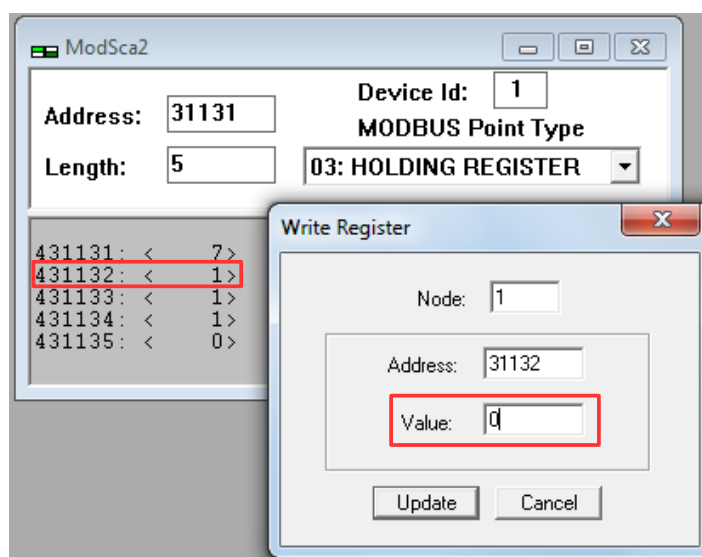 ModSca2
Address: 31131
Device Id: 1
MODBUS Point Type
Length: 5
03: HOLDING REGISTER
431131: < 7>
431132: < 1>
431133: < 1>
431134: < 1>
431135: < 0>
Write Register
Node: 1
Address: 31132
Value: 0
Update Cancel